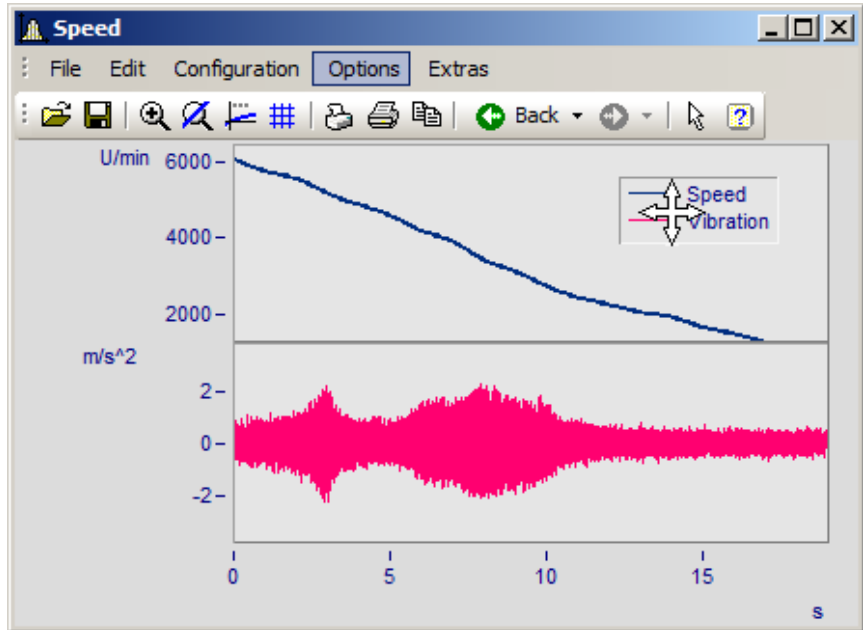 Speed
File Edit Configuration Options Extras
Back
U/min 6000
4000
2000
Speed
Vibration
m/s^2
2
0
-2
0 5 10 15
s